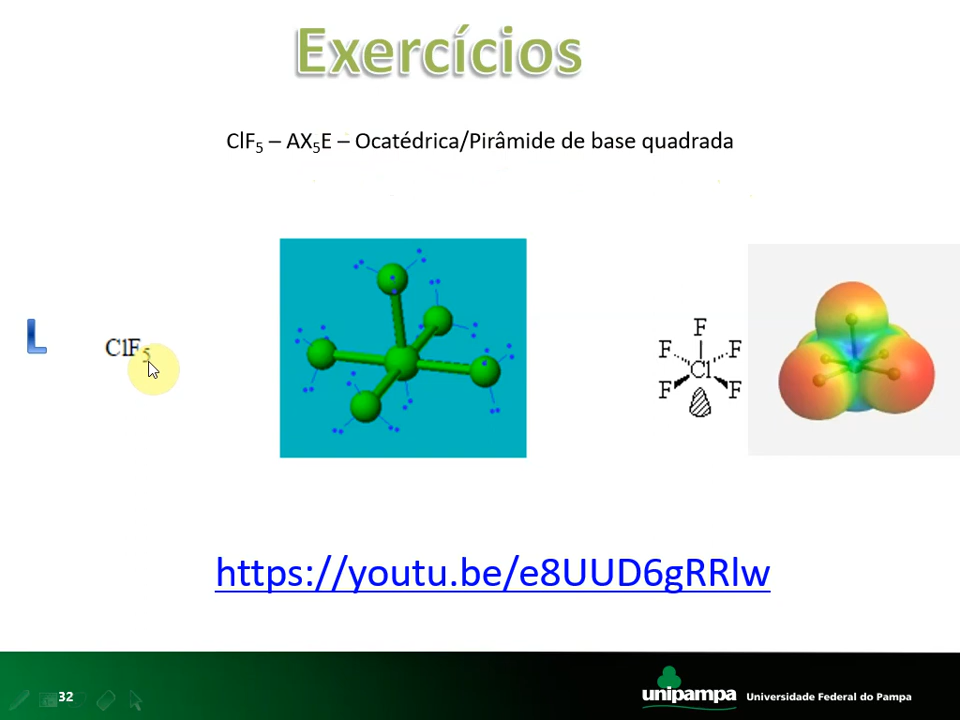 Exercícios
ClF₅ – AX₅E – Ocatédrica/Pirâmide de base quadrada
L
ClF₅
F
F F
Cl
F F
https://youtu.be/e8UUD6gRRlw
32
unipampa Universidade Federal do Pampa